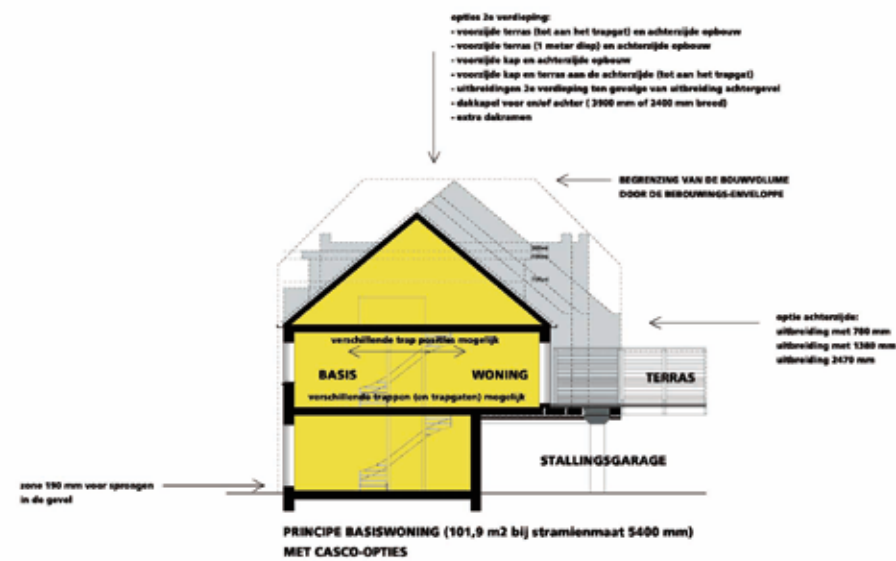 opties 2e verdieping:
- voorzijde terras (tot aan het trapgat) en achterzijde opbouw
- voorzijde terras (1 meter diep) en achterzijde opbouw
- voorzijde kap en achterzijde opbouw
- voorzijde kap en terras aan de achterzijde (tot aan het trapgat)
- uitbreidingen 2e verdieping ten gevolge van uitbreiding achtergevel
- dakkapel voor en/of achter ( 3900 mm of 2400 mm breed)
- extra dakramen
BEGRENZING VAN DE BOUWVOLUME
DOOR DE BEBOUWINGS-ENVELOPPE
optie achterzijde:
uitbreiding met 700 mm
uitbreiding met 1380 mm
uitbreiding 2470 mm
verschillende trap posities mogelijk
BASIS WONING
TERRAS
verschillende trappen (en trapgaten) mogelijk
STALLINGSGARAGE
zone 190 mm voor sprongen
in de gevel
PRINCIPE BASISWONING (101,9 m2 bij stramienmaat 5400 mm)
MET CASCO-OPTIES